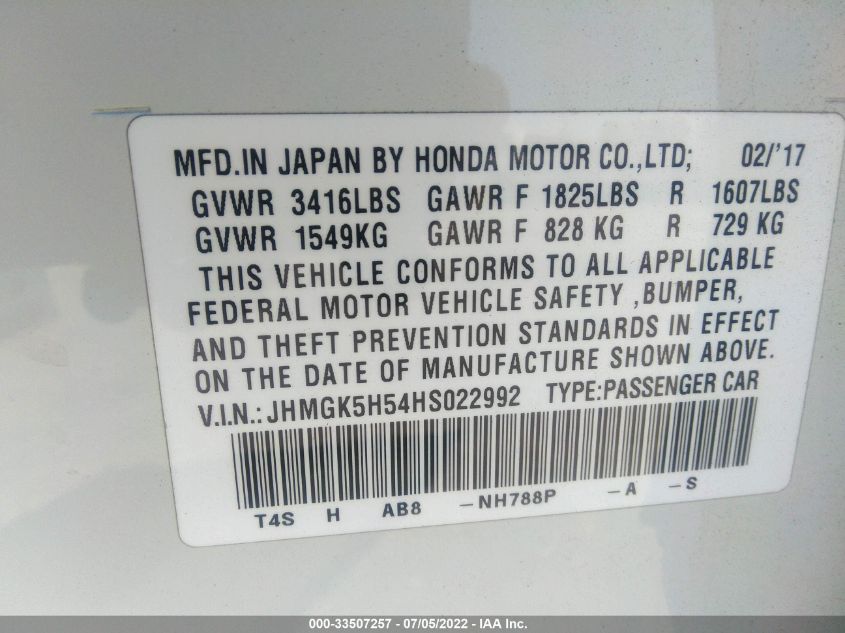 MFD.IN JAPAN BY HONDA MOTOR CO.,LTD; 02/'17
GVWR 3416LBS GAWR F 1825LBS R 1607LBS
GVWR 1549KG GAWR F 828 KG R 729 KG
THIS VEHICLE CONFORMS TO ALL APPLICABLE
FEDERAL MOTOR VEHICLE SAFETY ,BUMPER,
AND THEFT PREVENTION STANDARDS IN EFFECT
ON THE DATE OF MANUFACTURE SHOWN ABOVE.
V.I.N.:JHMGK5H54HS022992 TYPE:PASSENGER CAR
T4S H AB8 -NH788P -A -S
000-33507257 - 07/05/2022 - IAA Inc.